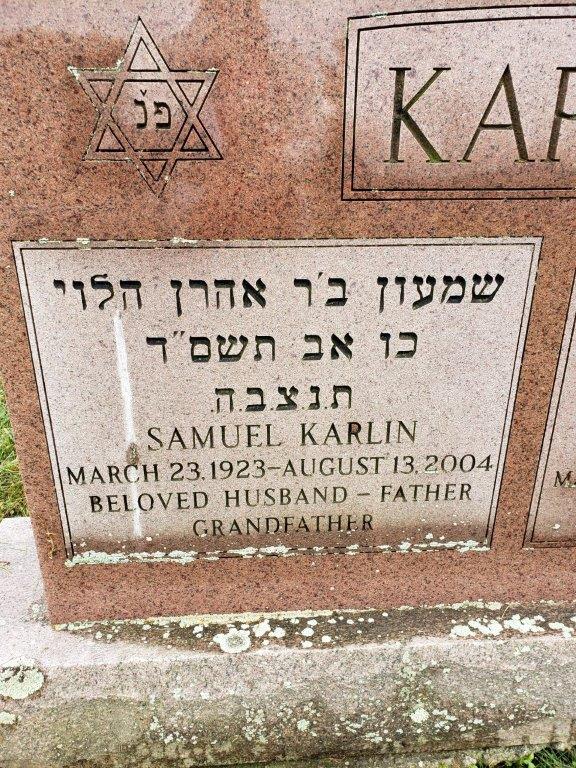 פ״נ
KAR
שמעון ב׳ר אהרן הלוי
כו אב תשס״ד
ת.נ.צ.ב.ה.
SAMUEL KARLIN
MARCH 23, 1923–AUGUST 13, 2004
BELOVED HUSBAND – FATHER
GRANDFATHER